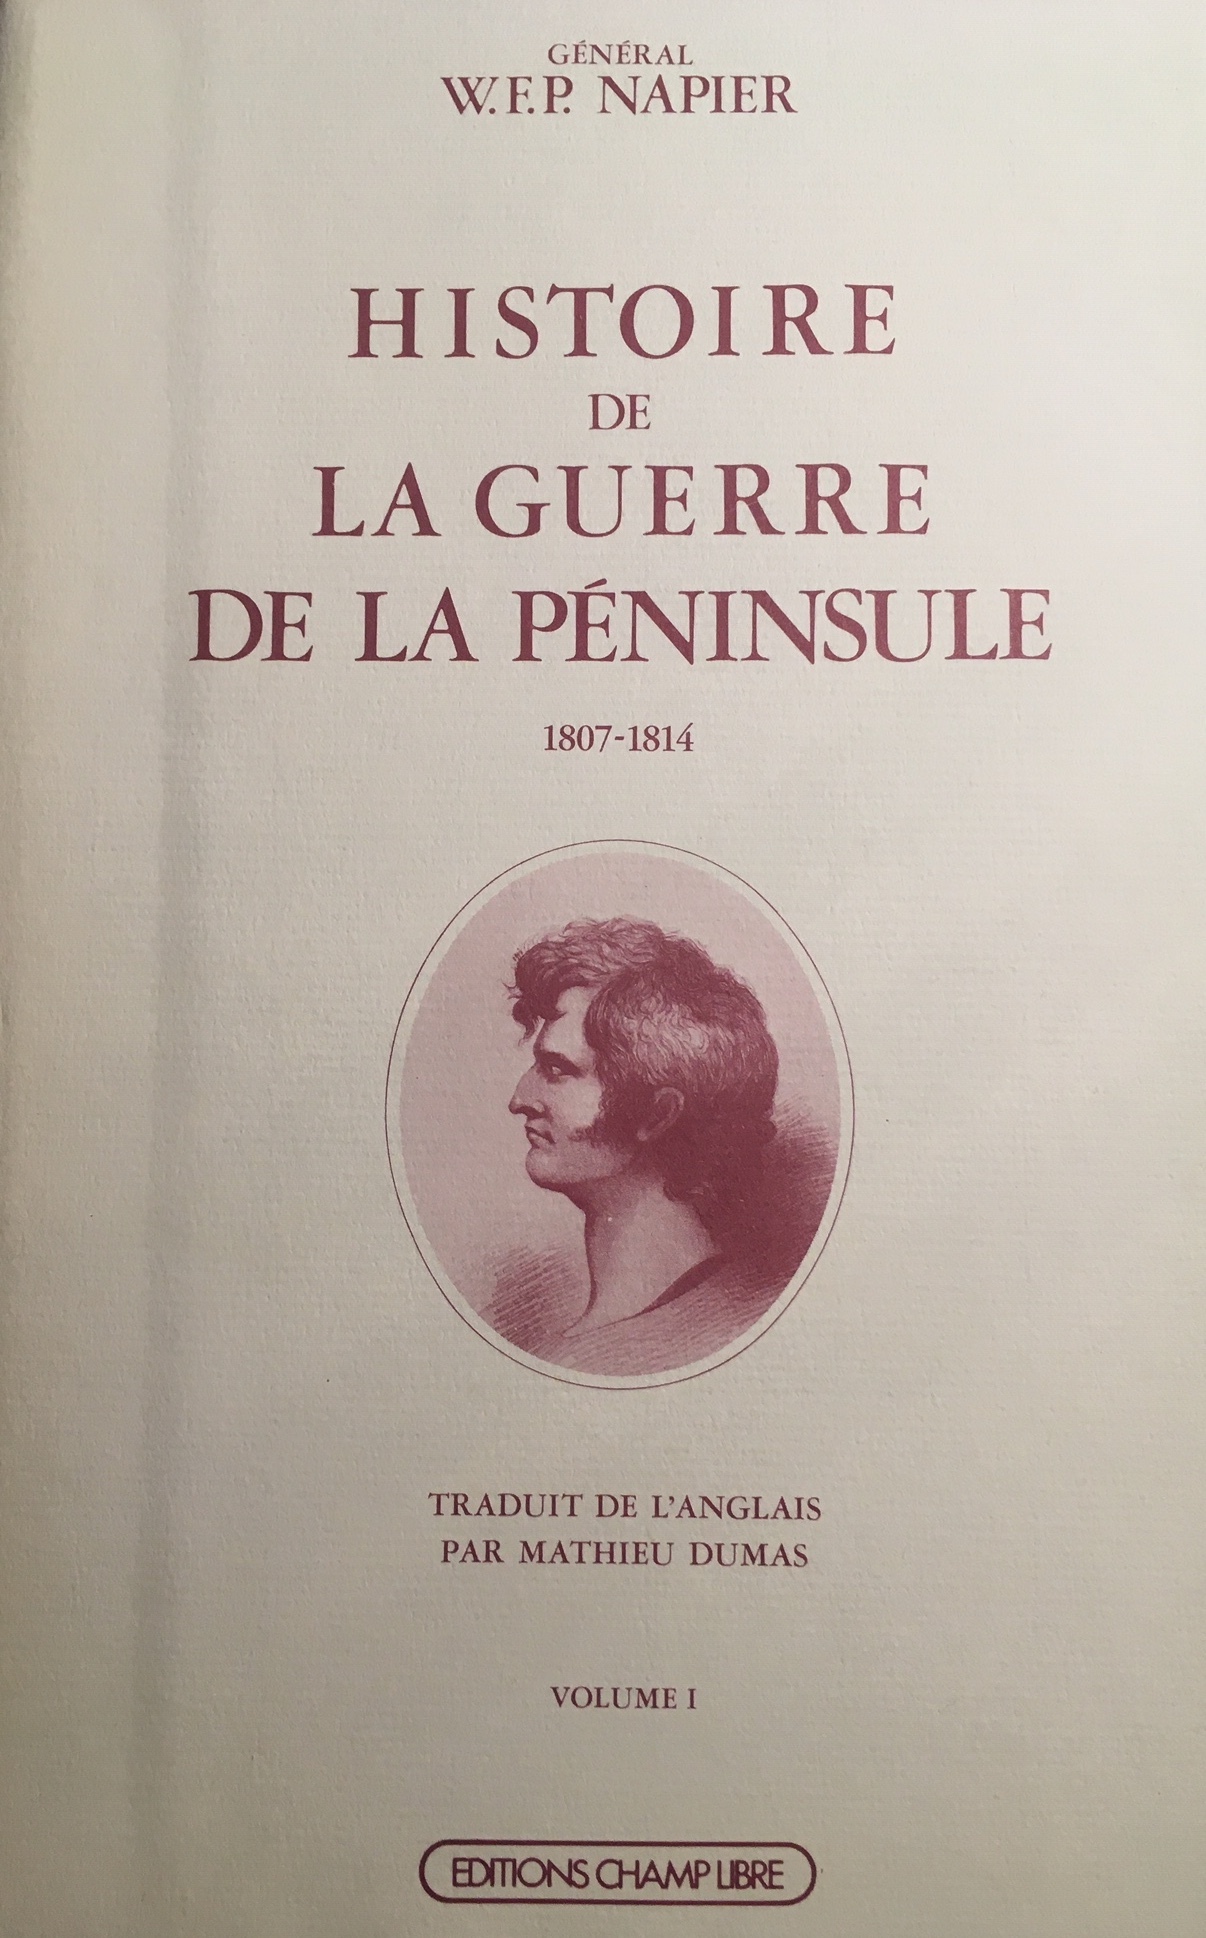 GÉNÉRAL
W.F.P. NAPIER
HISTOIRE
DE
LA GUERRE
DE LA PÉNINSULE
1807-1814
TRADUIT DE L'ANGLAIS
PAR MATHIEU DUMAS
VOLUME I
EDITIONS CHAMP LIBRE